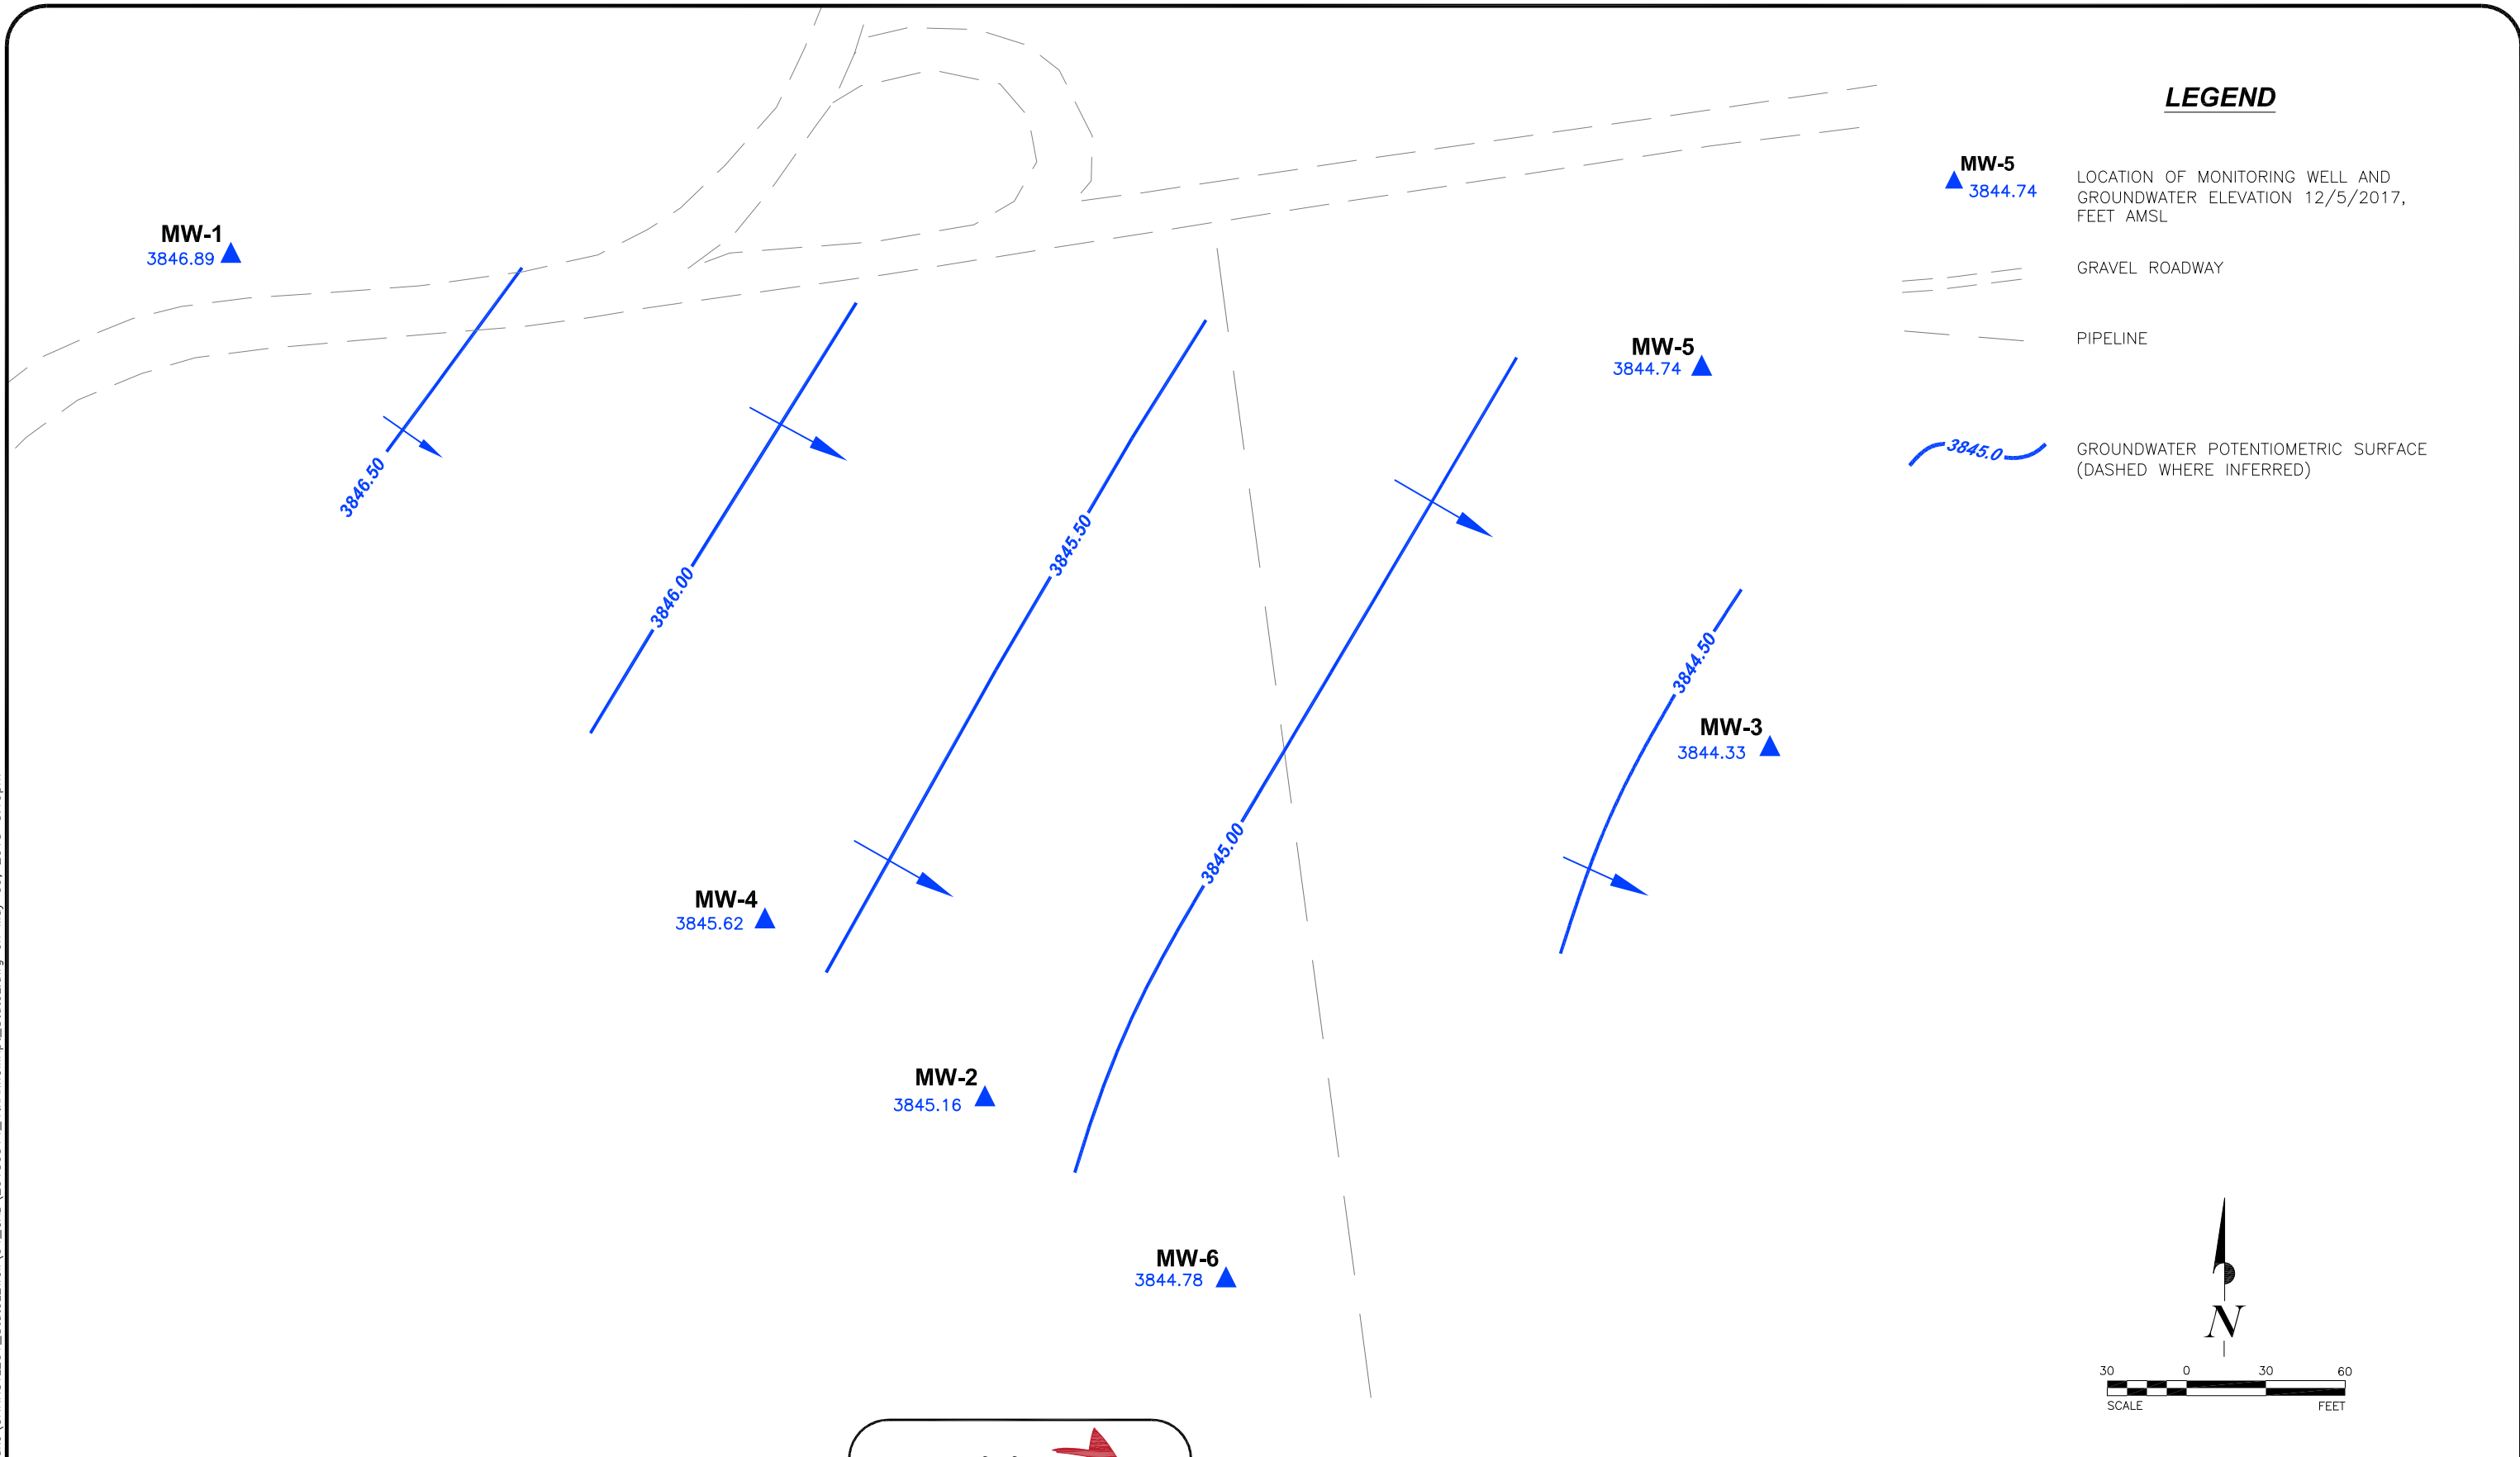 LEGEND
MW-5
3844.74
LOCATION OF MONITORING WELL AND
GROUNDWATER ELEVATION 12/5/2017,
FEET AMSL
GRAVEL ROADWAY
PIPELINE
3845.0
GROUNDWATER POTENTIOMETRIC SURFACE
(DASHED WHERE INFERRED)
MW-1
3846.89
MW-5
3844.74
3846.50
3846.00
3845.50
3844.50
MW-3
3844.33
3845.00
MW-4
3845.62
MW-2
3845.16
MW-6
3844.78
N
30 0 30 60
SCALE FEET